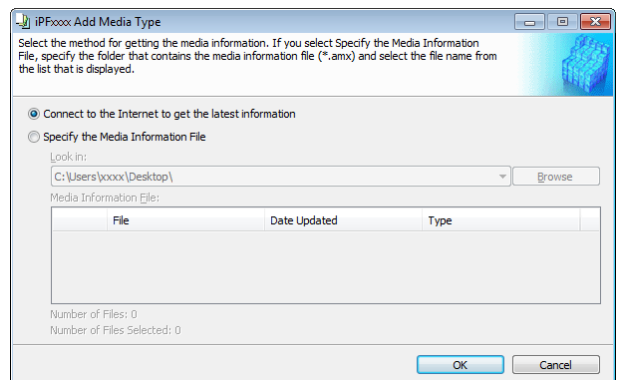 iPFxxxx Add Media Type
Select the method for getting the media information. If you select Specify the Media Information
File, specify the folder that contains the media information file (*.amx) and select the file name from
the list that is displayed.
Connect to the Internet to get the latest information
Specify the Media Information File
Look in:
C:\Users\xxxx\Desktop\ Browse
Media Information File:
File Date Updated Type
Number of Files: 0
Number of Files Selected: 0
OK Cancel